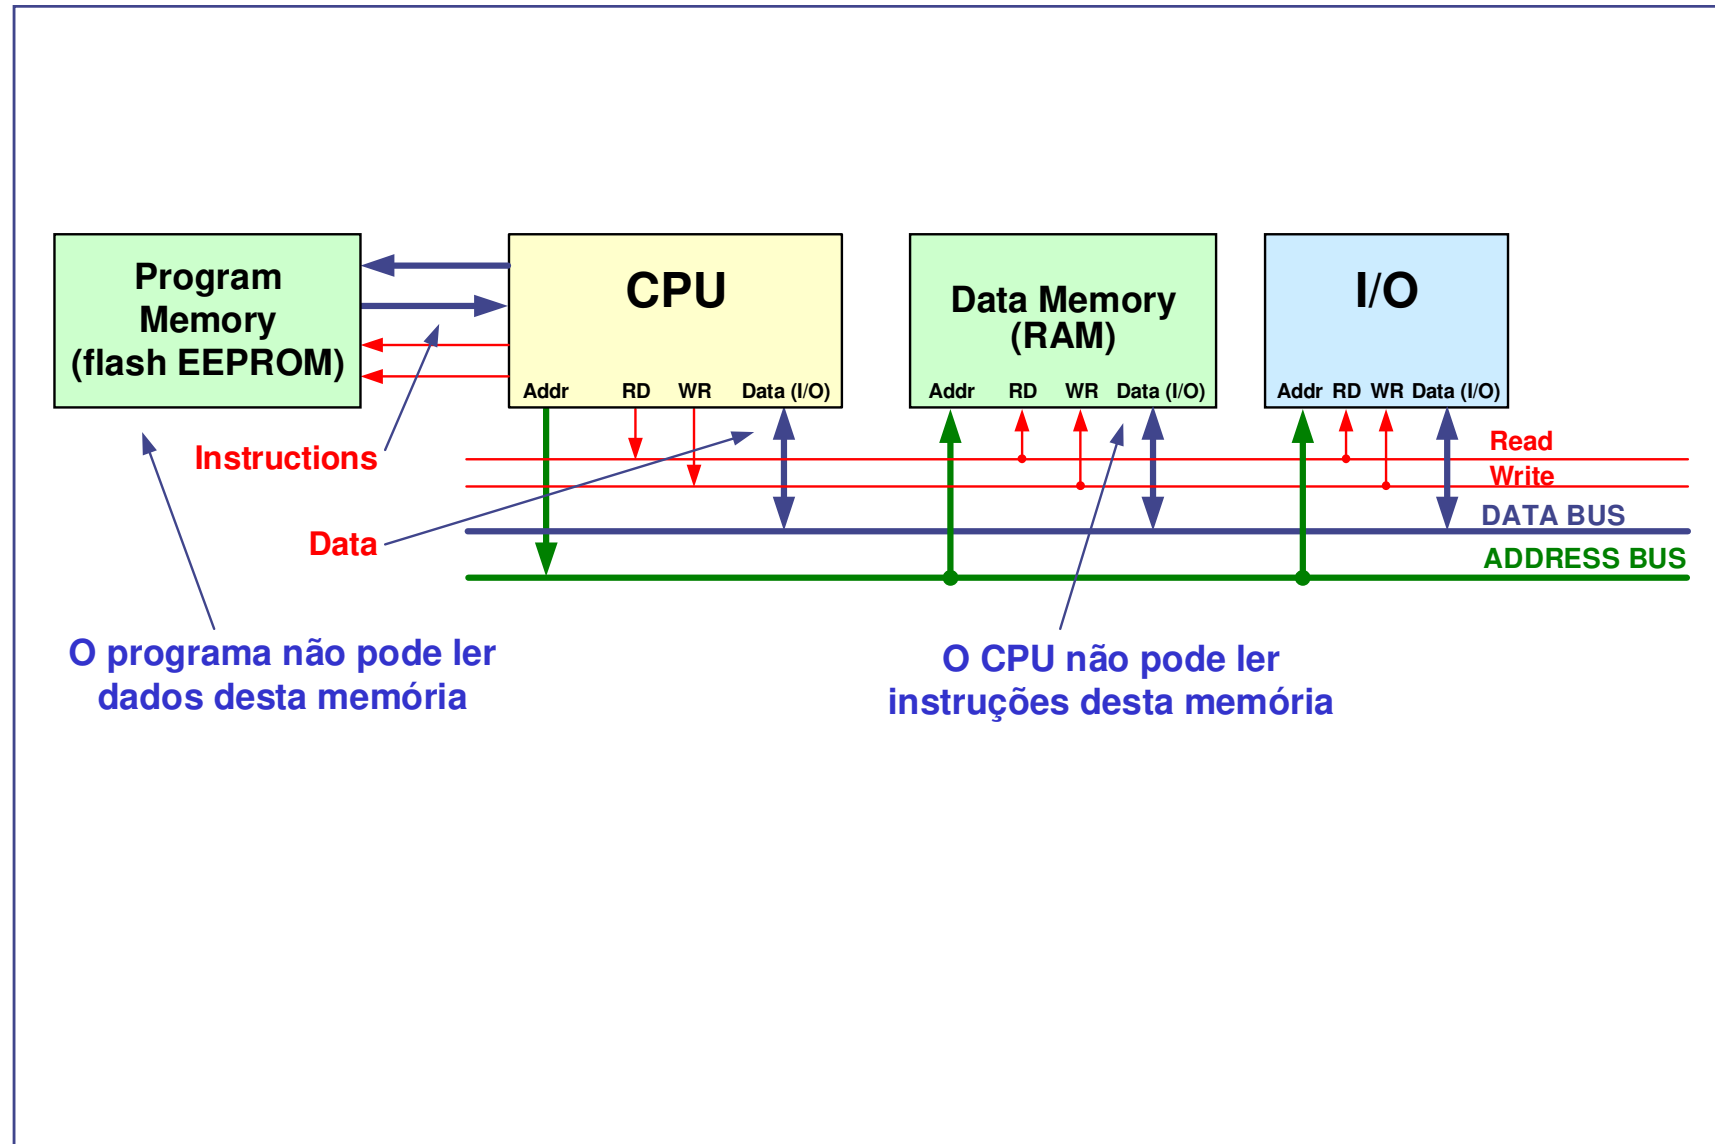 Program
Memory
(flash EEPROM)
CPU
Addr RD WR Data (I/O)
Data Memory
(RAM)
Addr RD WR Data (I/O)
I/O
Addr RD WR Data (I/O)
Instructions
Data
Read
Write
DATA BUS
ADDRESS BUS
O programa não pode ler
dados desta memória
O CPU não pode ler
instruções desta memória